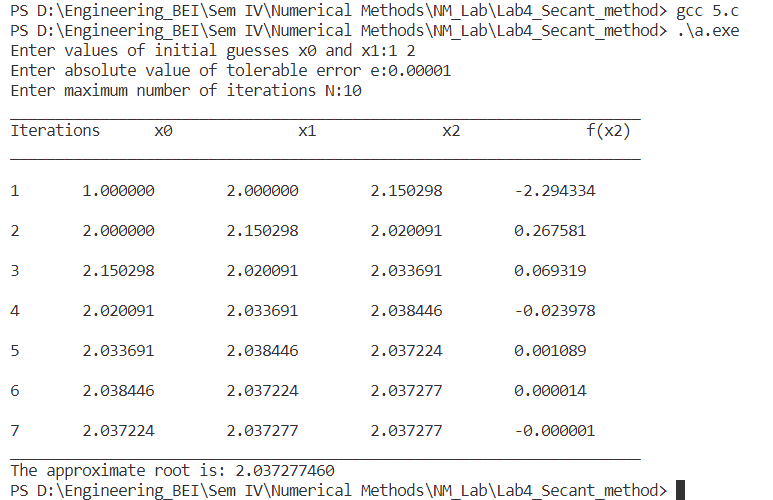 PS D:\Engineering_BEI\Sem IV\Numerical Methods\NM_Lab\Lab4_Secant_method> gcc 5.c
PS D:\Engineering_BEI\Sem IV\Numerical Methods\NM_Lab\Lab4_Secant_method> .\a.exe
Enter values of initial guesses x0 and x1:1 2
Enter absolute value of tolerable error e:0.00001
Enter maximum number of iterations N:10
Iterations x0 x1 x2 f(x2)
1 1.000000 2.000000 2.150298 -2.294334
2 2.000000 2.150298 2.020091 0.267581
3 2.150298 2.020091 2.033691 0.069319
4 2.020091 2.033691 2.038446 -0.023978
5 2.033691 2.038446 2.037224 0.001089
6 2.038446 2.037224 2.037277 0.000014
7 2.037224 2.037277 2.037277 -0.000001
The approximate root is: 2.037277460
PS D:\Engineering_BEI\Sem IV\Numerical Methods\NM_Lab\Lab4_Secant_method>